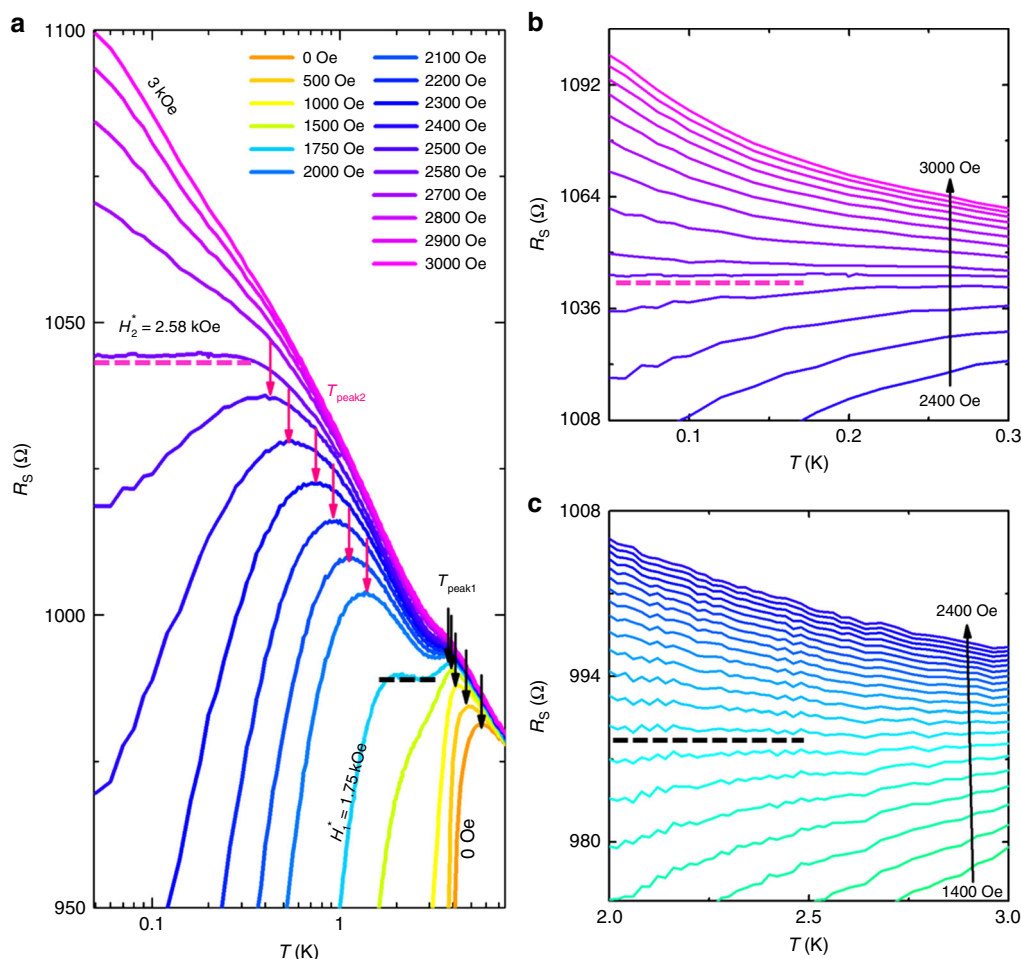 a
1100
1050
1000
950
R_S (Ω)
0.1
1
T (K)
3 kOe
0 Oe
500 Oe
1000 Oe
1500 Oe
1750 Oe
2000 Oe
2100 Oe
2200 Oe
2300 Oe
2400 Oe
2500 Oe
2580 Oe
2700 Oe
2800 Oe
2900 Oe
3000 Oe
H₂* = 2.58 kOe
T_peak2
T_peak1
H₁* = 1.75 kOe
0 Oe
b
1092
1064
1036
1008
R_S (Ω)
0.1
0.2
0.3
T (K)
3000 Oe
2400 Oe
c
1008
994
980
R_S (Ω)
2.0
2.5
3.0
T (K)
2400 Oe
1400 Oe